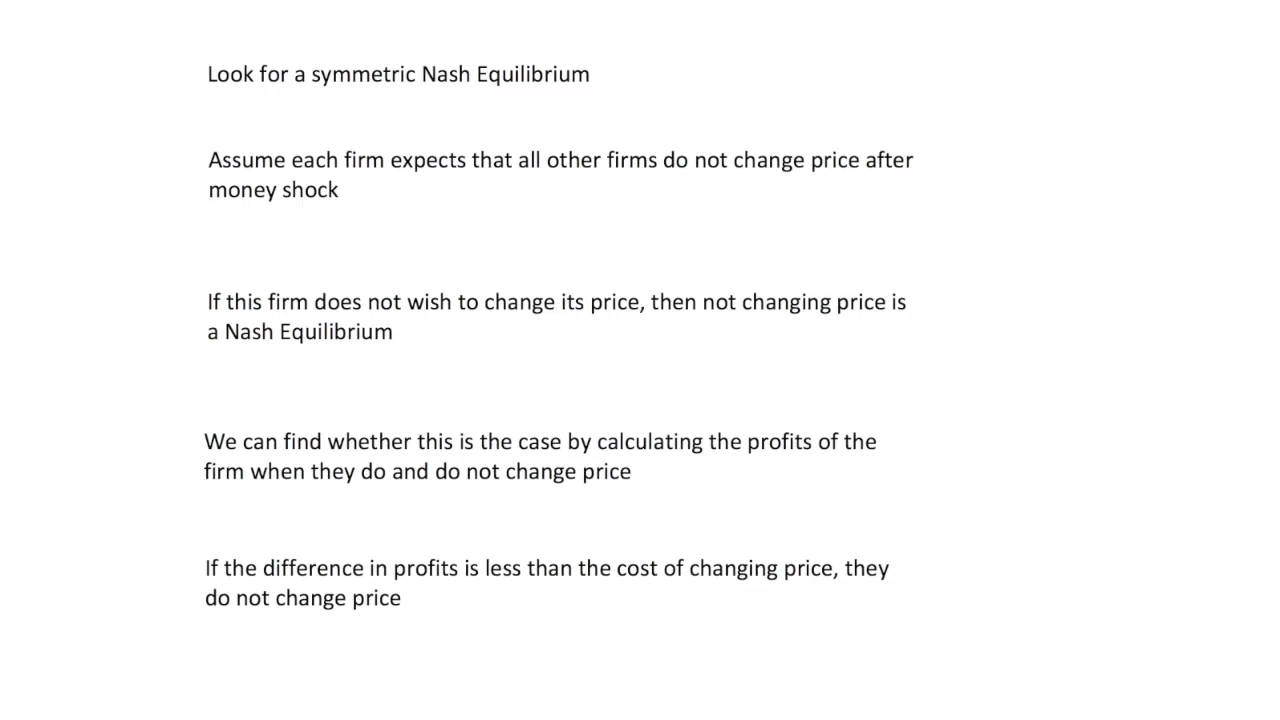 Look for a symmetric Nash Equilibrium
Assume each firm expects that all other firms do not change price after
money shock
If this firm does not wish to change its price, then not changing price is
a Nash Equilibrium
We can find whether this is the case by calculating the profits of the
firm when they do and do not change price
If the difference in profits is less than the cost of changing price, they
do not change price